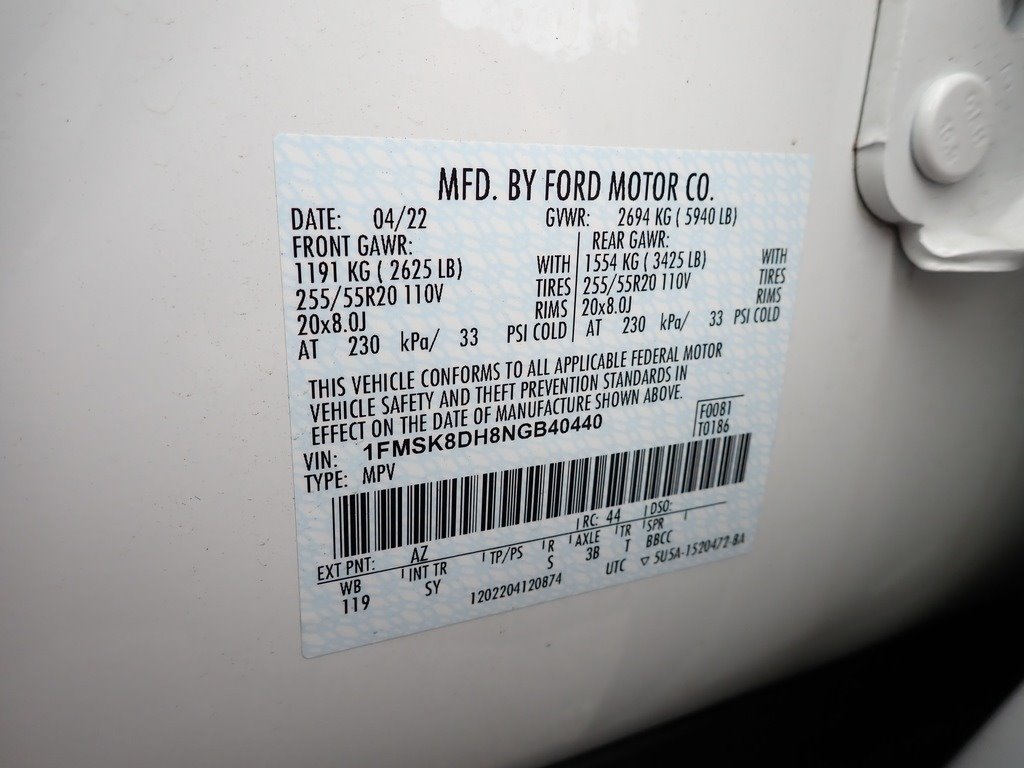 MFD. BY FORD MOTOR CO.
DATE: 04/22 GVWR: 2694 KG ( 5940 LB)
FRONT GAWR: REAR GAWR:
1191 KG ( 2625 LB) WITH 1554 KG ( 3425 LB) WITH
255/55R20 110V TIRES 255/55R20 110V TIRES
20x8.0J RIMS 20x8.0J RIMS
AT 230 kPa/ 33 PSI COLD AT 230 kPa/ 33 PSI COLD
THIS VEHICLE CONFORMS TO ALL APPLICABLE FEDERAL MOTOR
VEHICLE SAFETY AND THEFT PREVENTION STANDARDS IN
EFFECT ON THE DATE OF MANUFACTURE SHOWN ABOVE.
VIN: 1FMSK8DH8NGB40440 F0081
TYPE: MPV T0186
EXT PNT: AZ RC: 44 DSO:
WB INT TR TP/PS R AXLE TR SPR
119 SY S 3B T BBCC
1202204120874 UTC ▽ 5U5A-1520472-BA